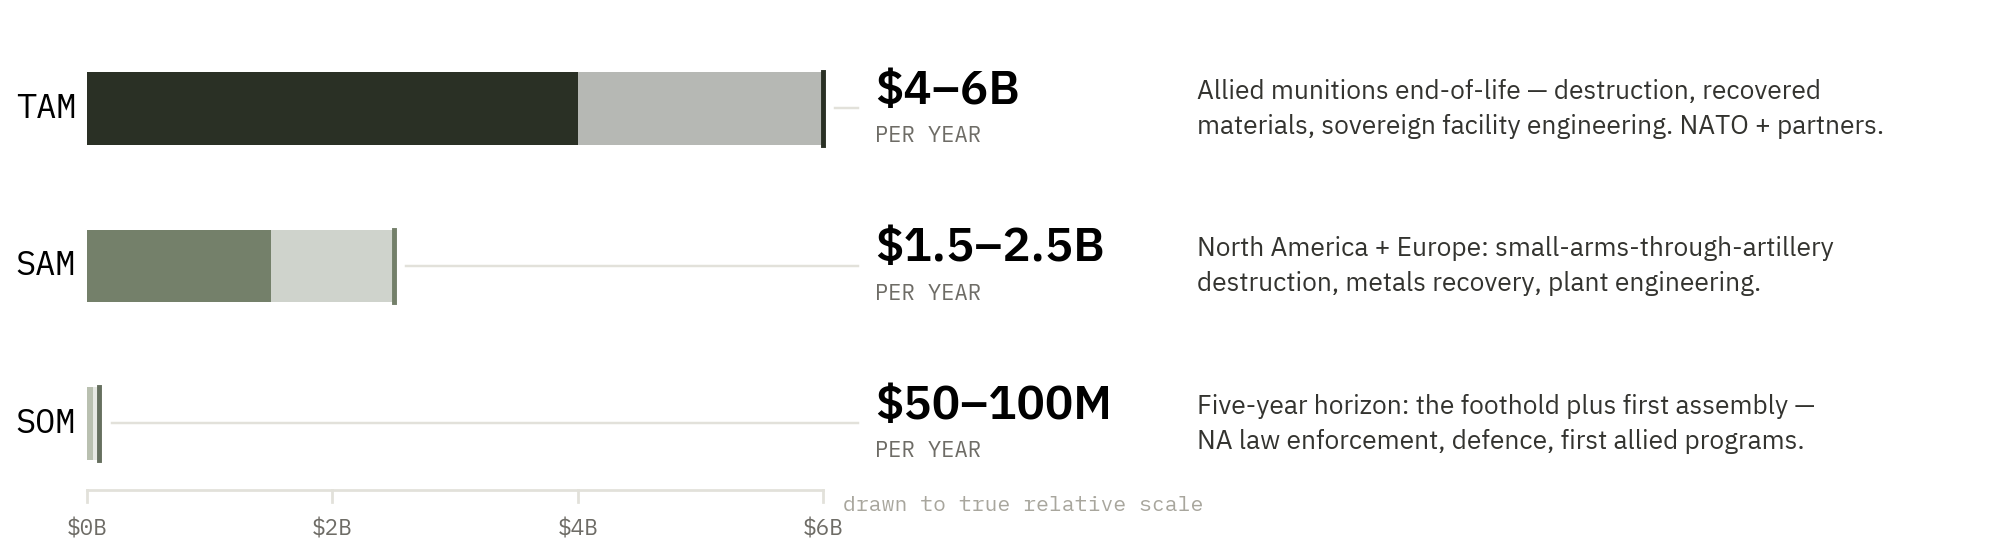 TAM
$4–6B
PER YEAR
Allied munitions end-of-life — destruction, recovered
materials, sovereign facility engineering. NATO + partners.
SAM
$1.5–2.5B
PER YEAR
North America + Europe: small-arms-through-artillery
destruction, metals recovery, plant engineering.
SOM
$50–100M
PER YEAR
Five-year horizon: the foothold plus first assembly —
NA law enforcement, defence, first allied programs.
$0B $2B $4B $6B
drawn to true relative scale